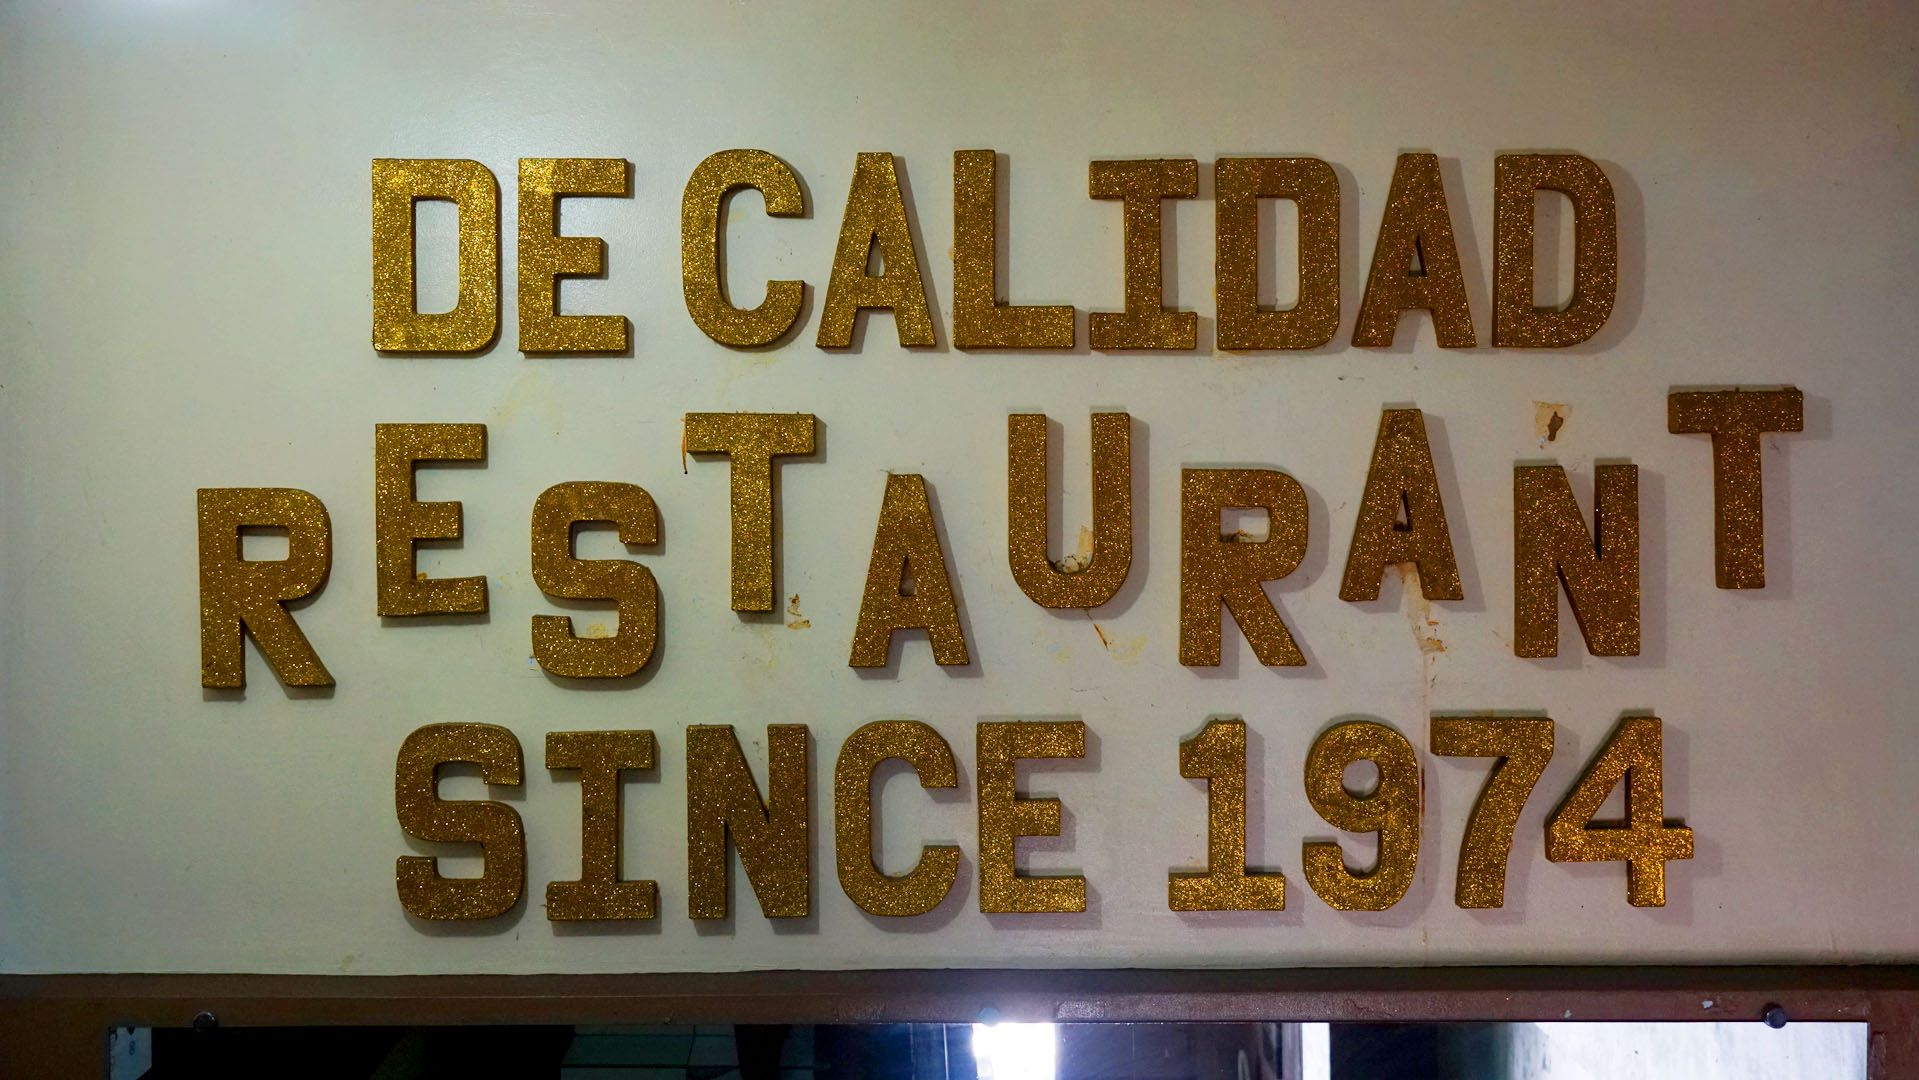 DE CALIDAD
RESTAURANT
SINCE 1974